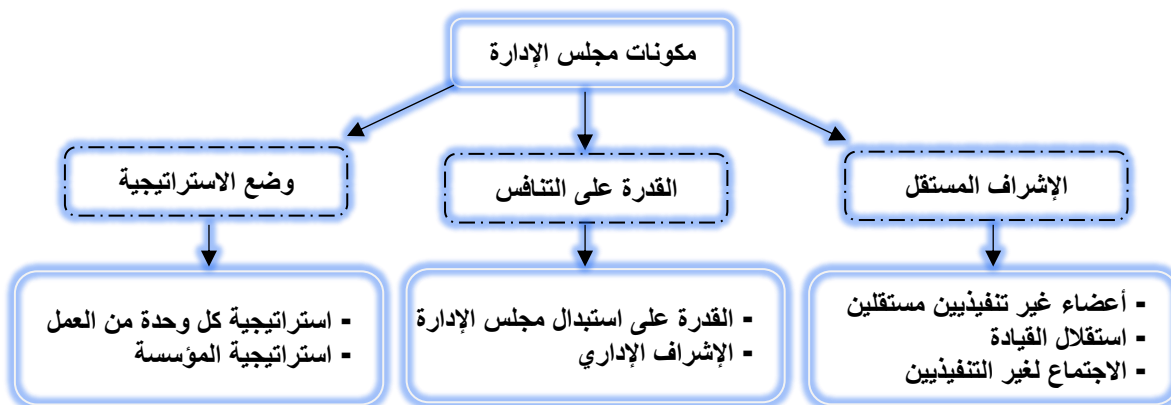 مكونات مجلس الإدارة
الإشراف المستقل
القدرة على التنافس
وضع الاستراتيجية
- أعضاء غير تنفيذيين مستقلين
- استقلال القيادة
- الاجتماع لغير التنفيذيين
- القدرة على استبدال مجلس الإدارة
- الإشراف الإداري
- استراتيجية كل وحدة من العمل
- استراتيجية المؤسسة